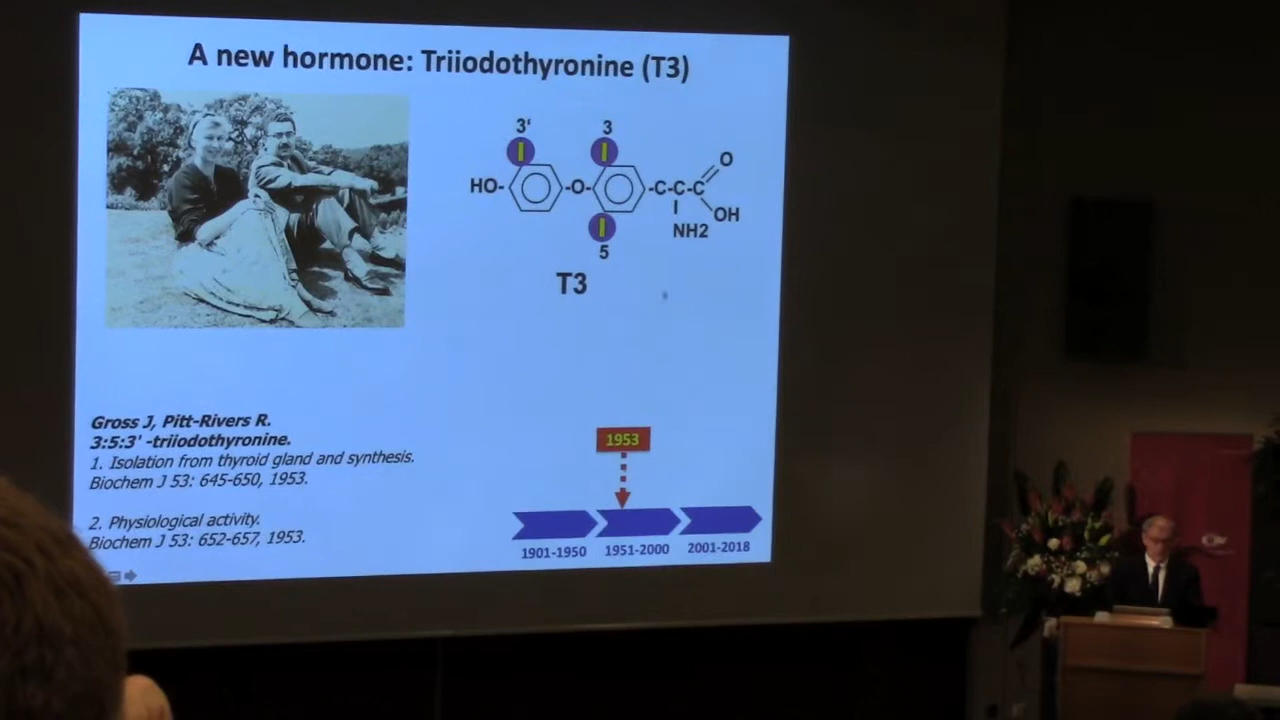 A new hormone: Triiodothyronine (T3)
3'
3
I
I
HO-
-O-
-C-C-C
O
OH
I
NH2
I
5
T3
Gross J, Pitt-Rivers R.
3:5:3' -triiodothyronine.
1. Isolation from thyroid gland and synthesis.
Biochem J 53: 645-650, 1953.
2. Physiological activity.
Biochem J 53: 652-657, 1953.
1953
1901-1950
1951-2000
2001-2018